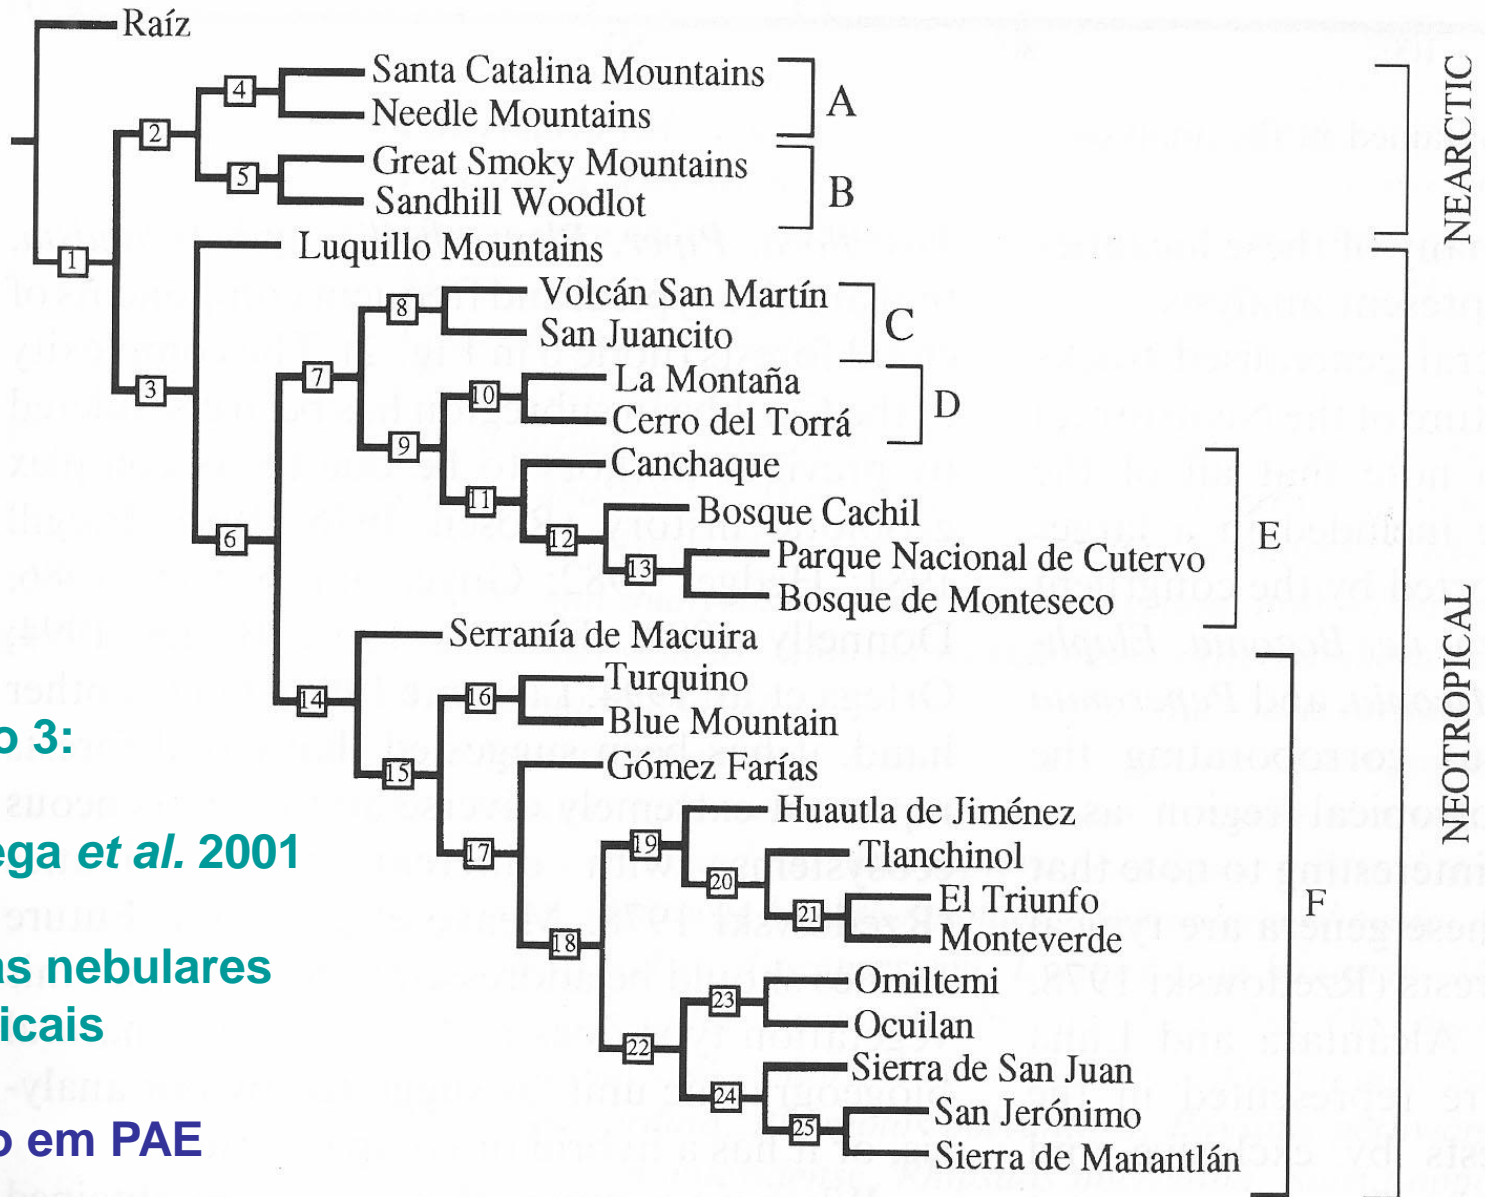 Raíz
Santa Catalina Mountains
Needle Mountains
A
Great Smoky Mountains
Sandhill Woodlot
B
NEARCTIC
Luquillo Mountains
Volcán San Martín
San Juancito
C
La Montaña
Cerro del Torrá
D
Canchaque
Bosque Cachil
Parque Nacional de Cutervo
Bosque de Monteseco
E
Serranía de Macuira
Turquino
Blue Mountain
Gómez Farías
Huautla de Jiménez
Tlanchinol
El Triunfo
Monteverde
Omiltemi
Ocuilan
Sierra de San Juan
San Jerónimo
Sierra de Manantlán
F
NEOTROPICAL
1
2
3
4
5
6
7
8
9
10
11
12
13
14
15
16
17
18
19
20
21
22
23
24
25
o 3:
ega et al. 2001
as nebulares
icais
o em PAE